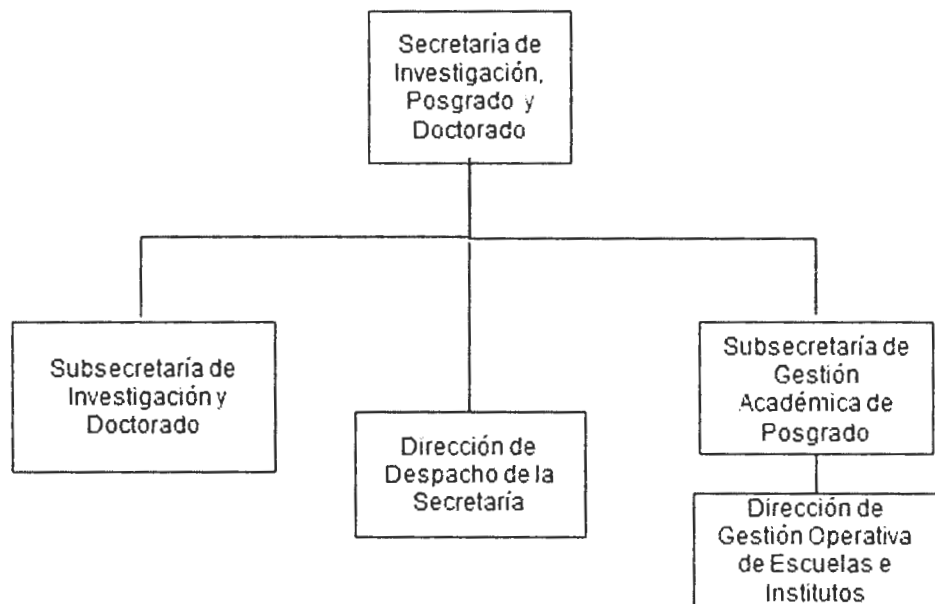 Secretaría de
Investigación,
Posgrado y
Doctorado
Subsecretaría de
Investigación y
Doctorado
Dirección de
Despacho de la
Secretaría
Subsecretaría de
Gestión
Académica de
Posgrado
Dirección de
Gestión Operativa
de Escuelas e
Institutos